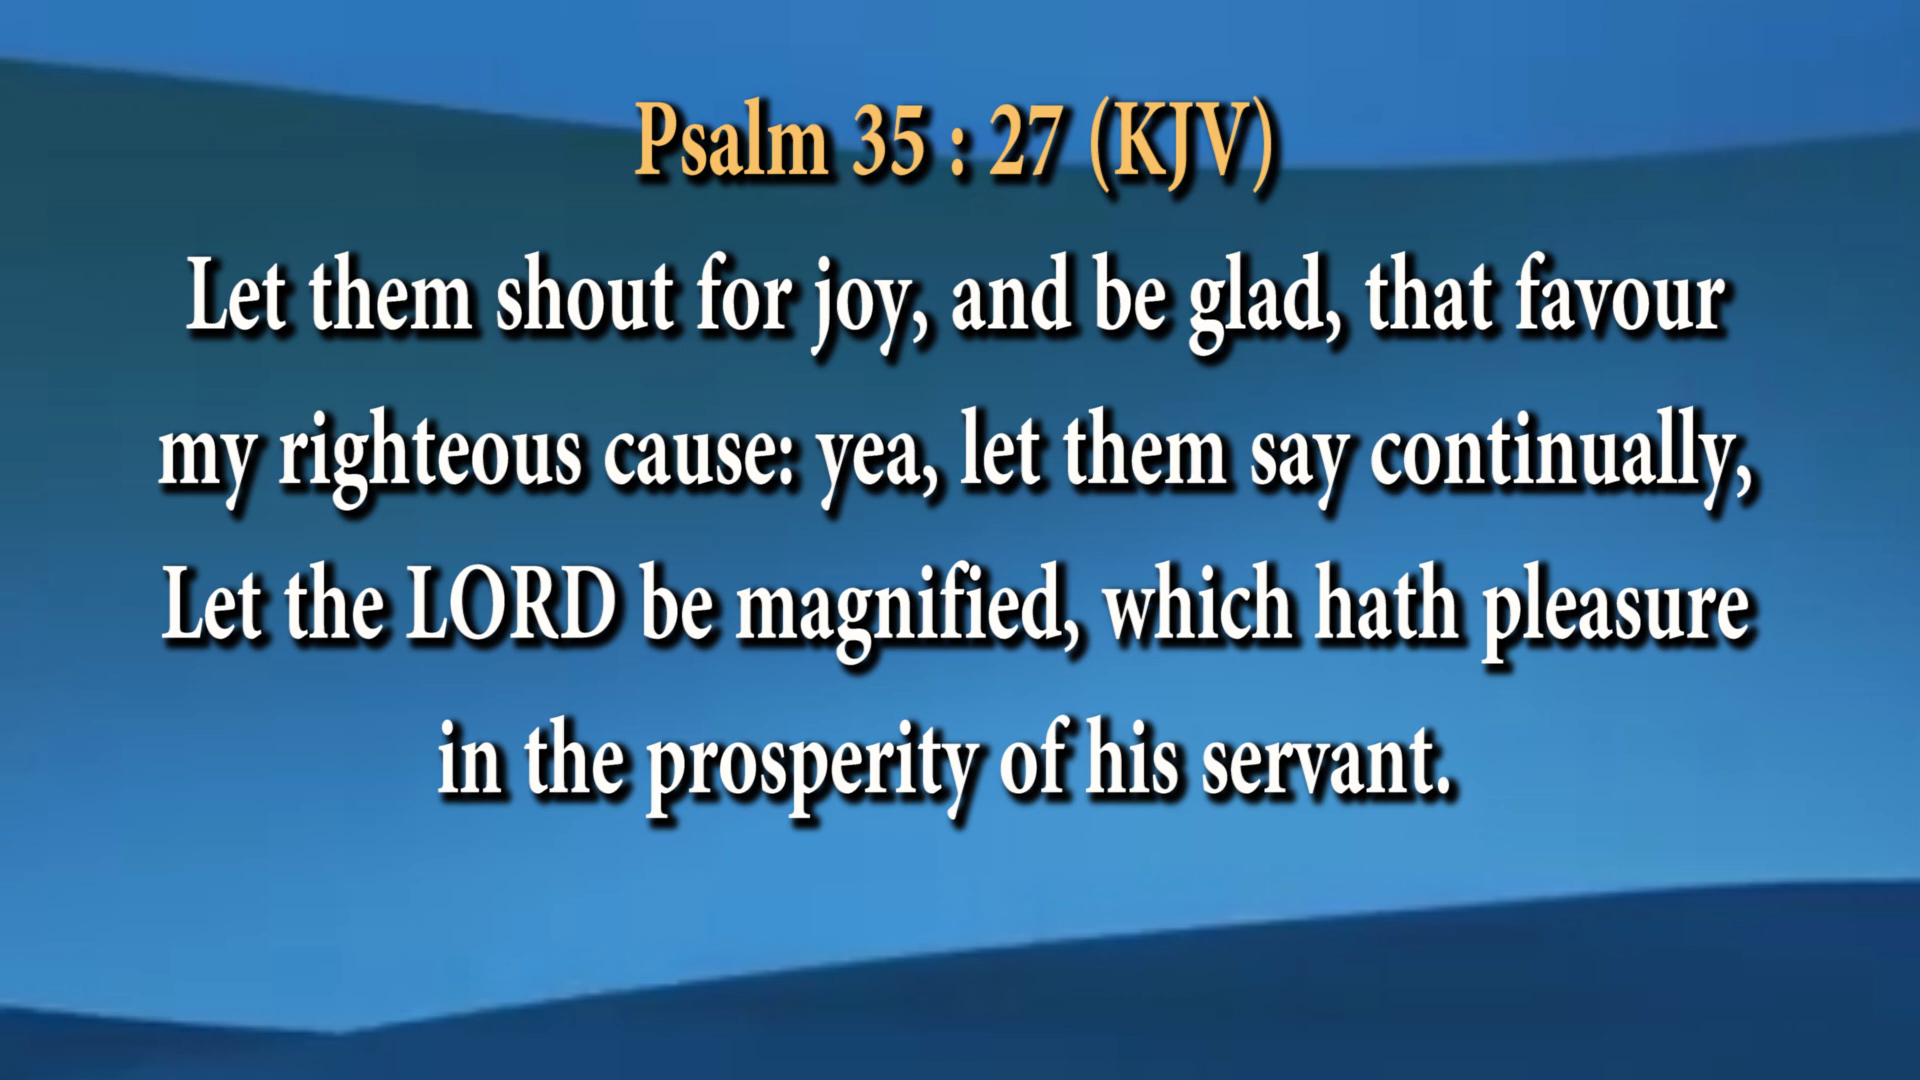 Psalm 35 : 27 (KJV)
Let them shout for joy, and be glad, that favour
my righteous cause: yea, let them say continually,
Let the LORD be magnified, which hath pleasure
in the prosperity of his servant.